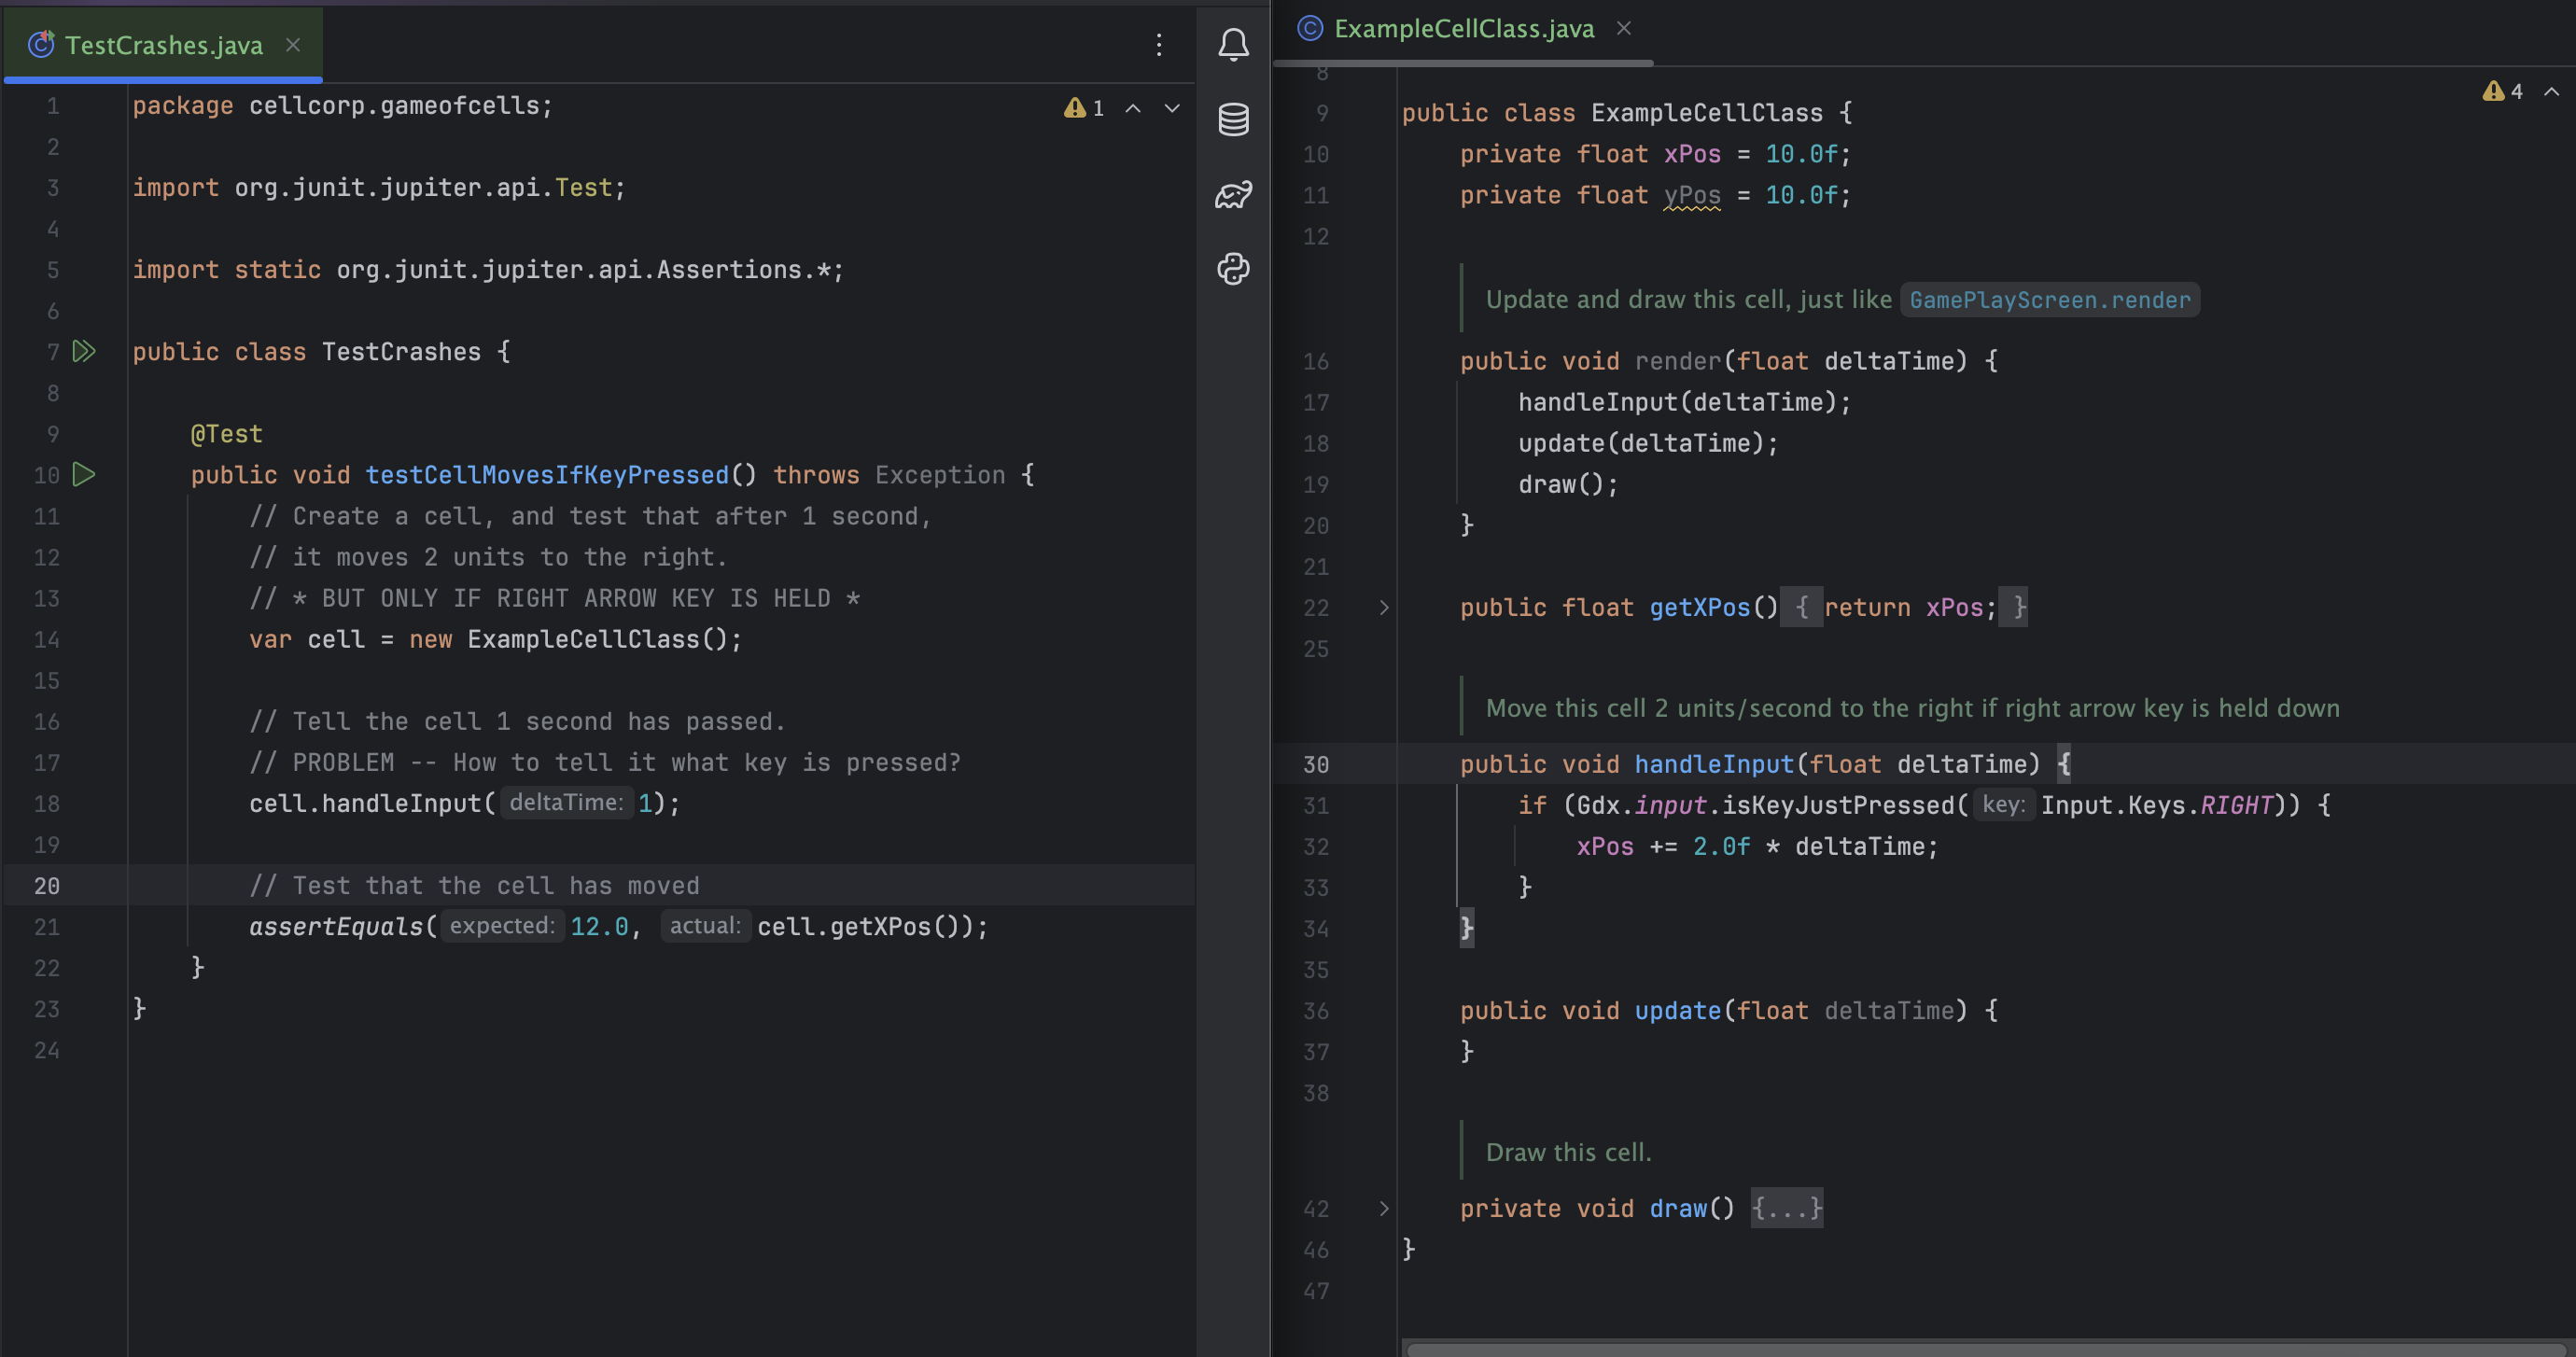 TestCrashes.java
1
1 package cellcorp.gameofcells;
2
3 import org.junit.jupiter.api.Test;
4
5 import static org.junit.jupiter.api.Assertions.*;
6
7 public class TestCrashes {
8
9 @Test
10 public void testCellMovesIfKeyPressed() throws Exception {
11 // Create a cell, and test that after 1 second,
12 // it moves 2 units to the right.
13 // * BUT ONLY IF RIGHT ARROW KEY IS HELD *
14 var cell = new ExampleCellClass();
15
16 // Tell the cell 1 second has passed.
17 // PROBLEM -- How to tell it what key is pressed?
18 cell.handleInput( deltaTime: 1);
19
20 // Test that the cell has moved
21 assertEquals( expected: 12.0, actual: cell.getXPos());
22 }
23 }
24
ExampleCellClass.java
4
8
9 public class ExampleCellClass {
10 private float xPos = 10.0f;
11 private float yPos = 10.0f;
12
Update and draw this cell, just like GamePlayScreen.render
16 public void render(float deltaTime) {
17 handleInput(deltaTime);
18 update(deltaTime);
19 draw();
20 }
21
22 public float getXPos() { return xPos; }
25
Move this cell 2 units/second to the right if right arrow key is held down
30 public void handleInput(float deltaTime) {
31 if (Gdx.input.isKeyJustPressed( key: Input.Keys.RIGHT)) {
32 xPos += 2.0f * deltaTime;
33 }
34 }
35
36 public void update(float deltaTime) {
37 }
38
Draw this cell.
42 private void draw() {...}
46 }
47